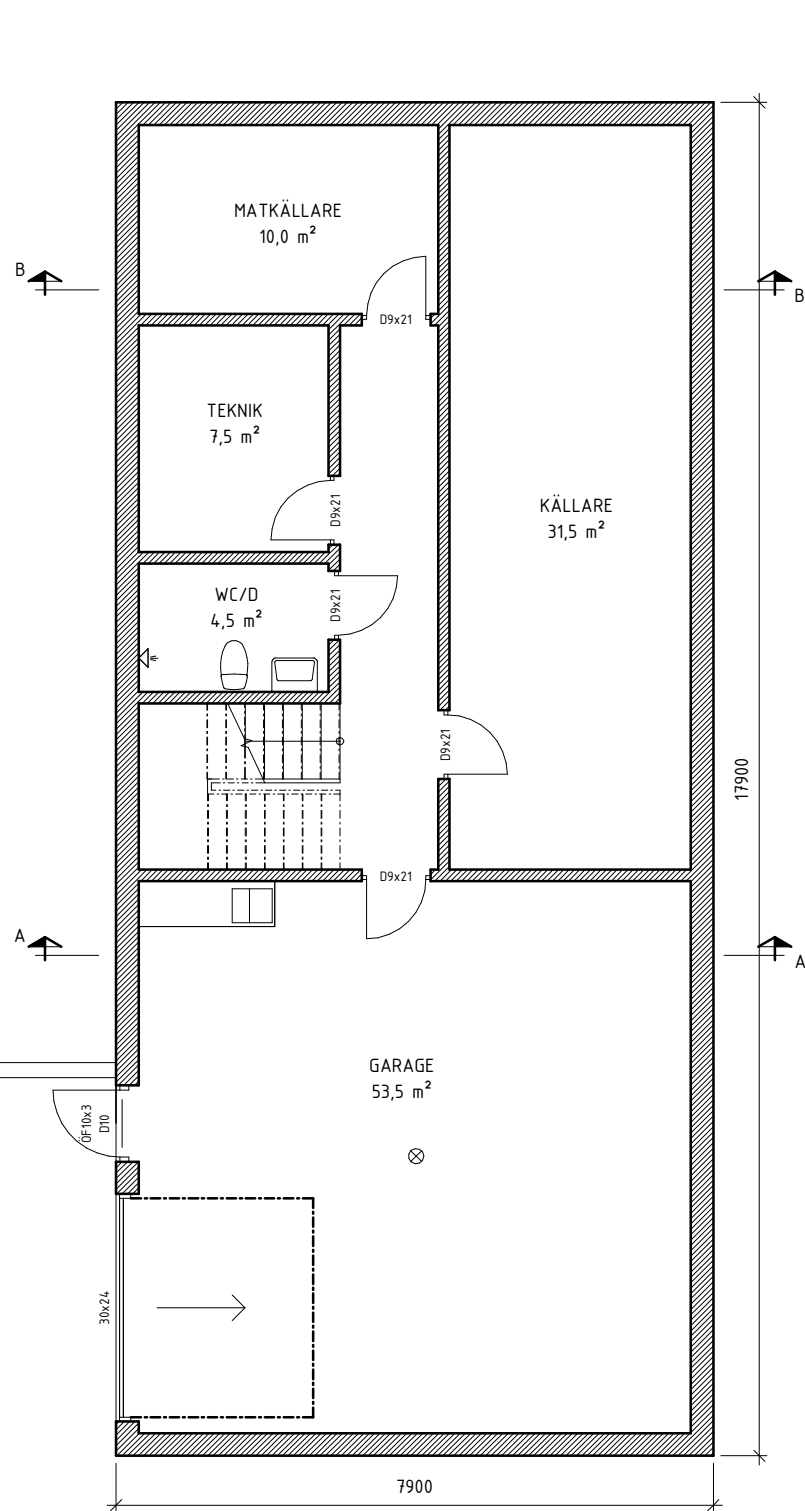 MATKÄLLARE
10,0 m²
B
B
D9x21
TEKNIK
7,5 m²
D9x21
KÄLLARE
31,5 m²
WC/D
4,5 m²
D9x21
D9x21
17900
D9x21
A
A
GARAGE
53,5 m²
ÖF10x3
D10
30x24
7900